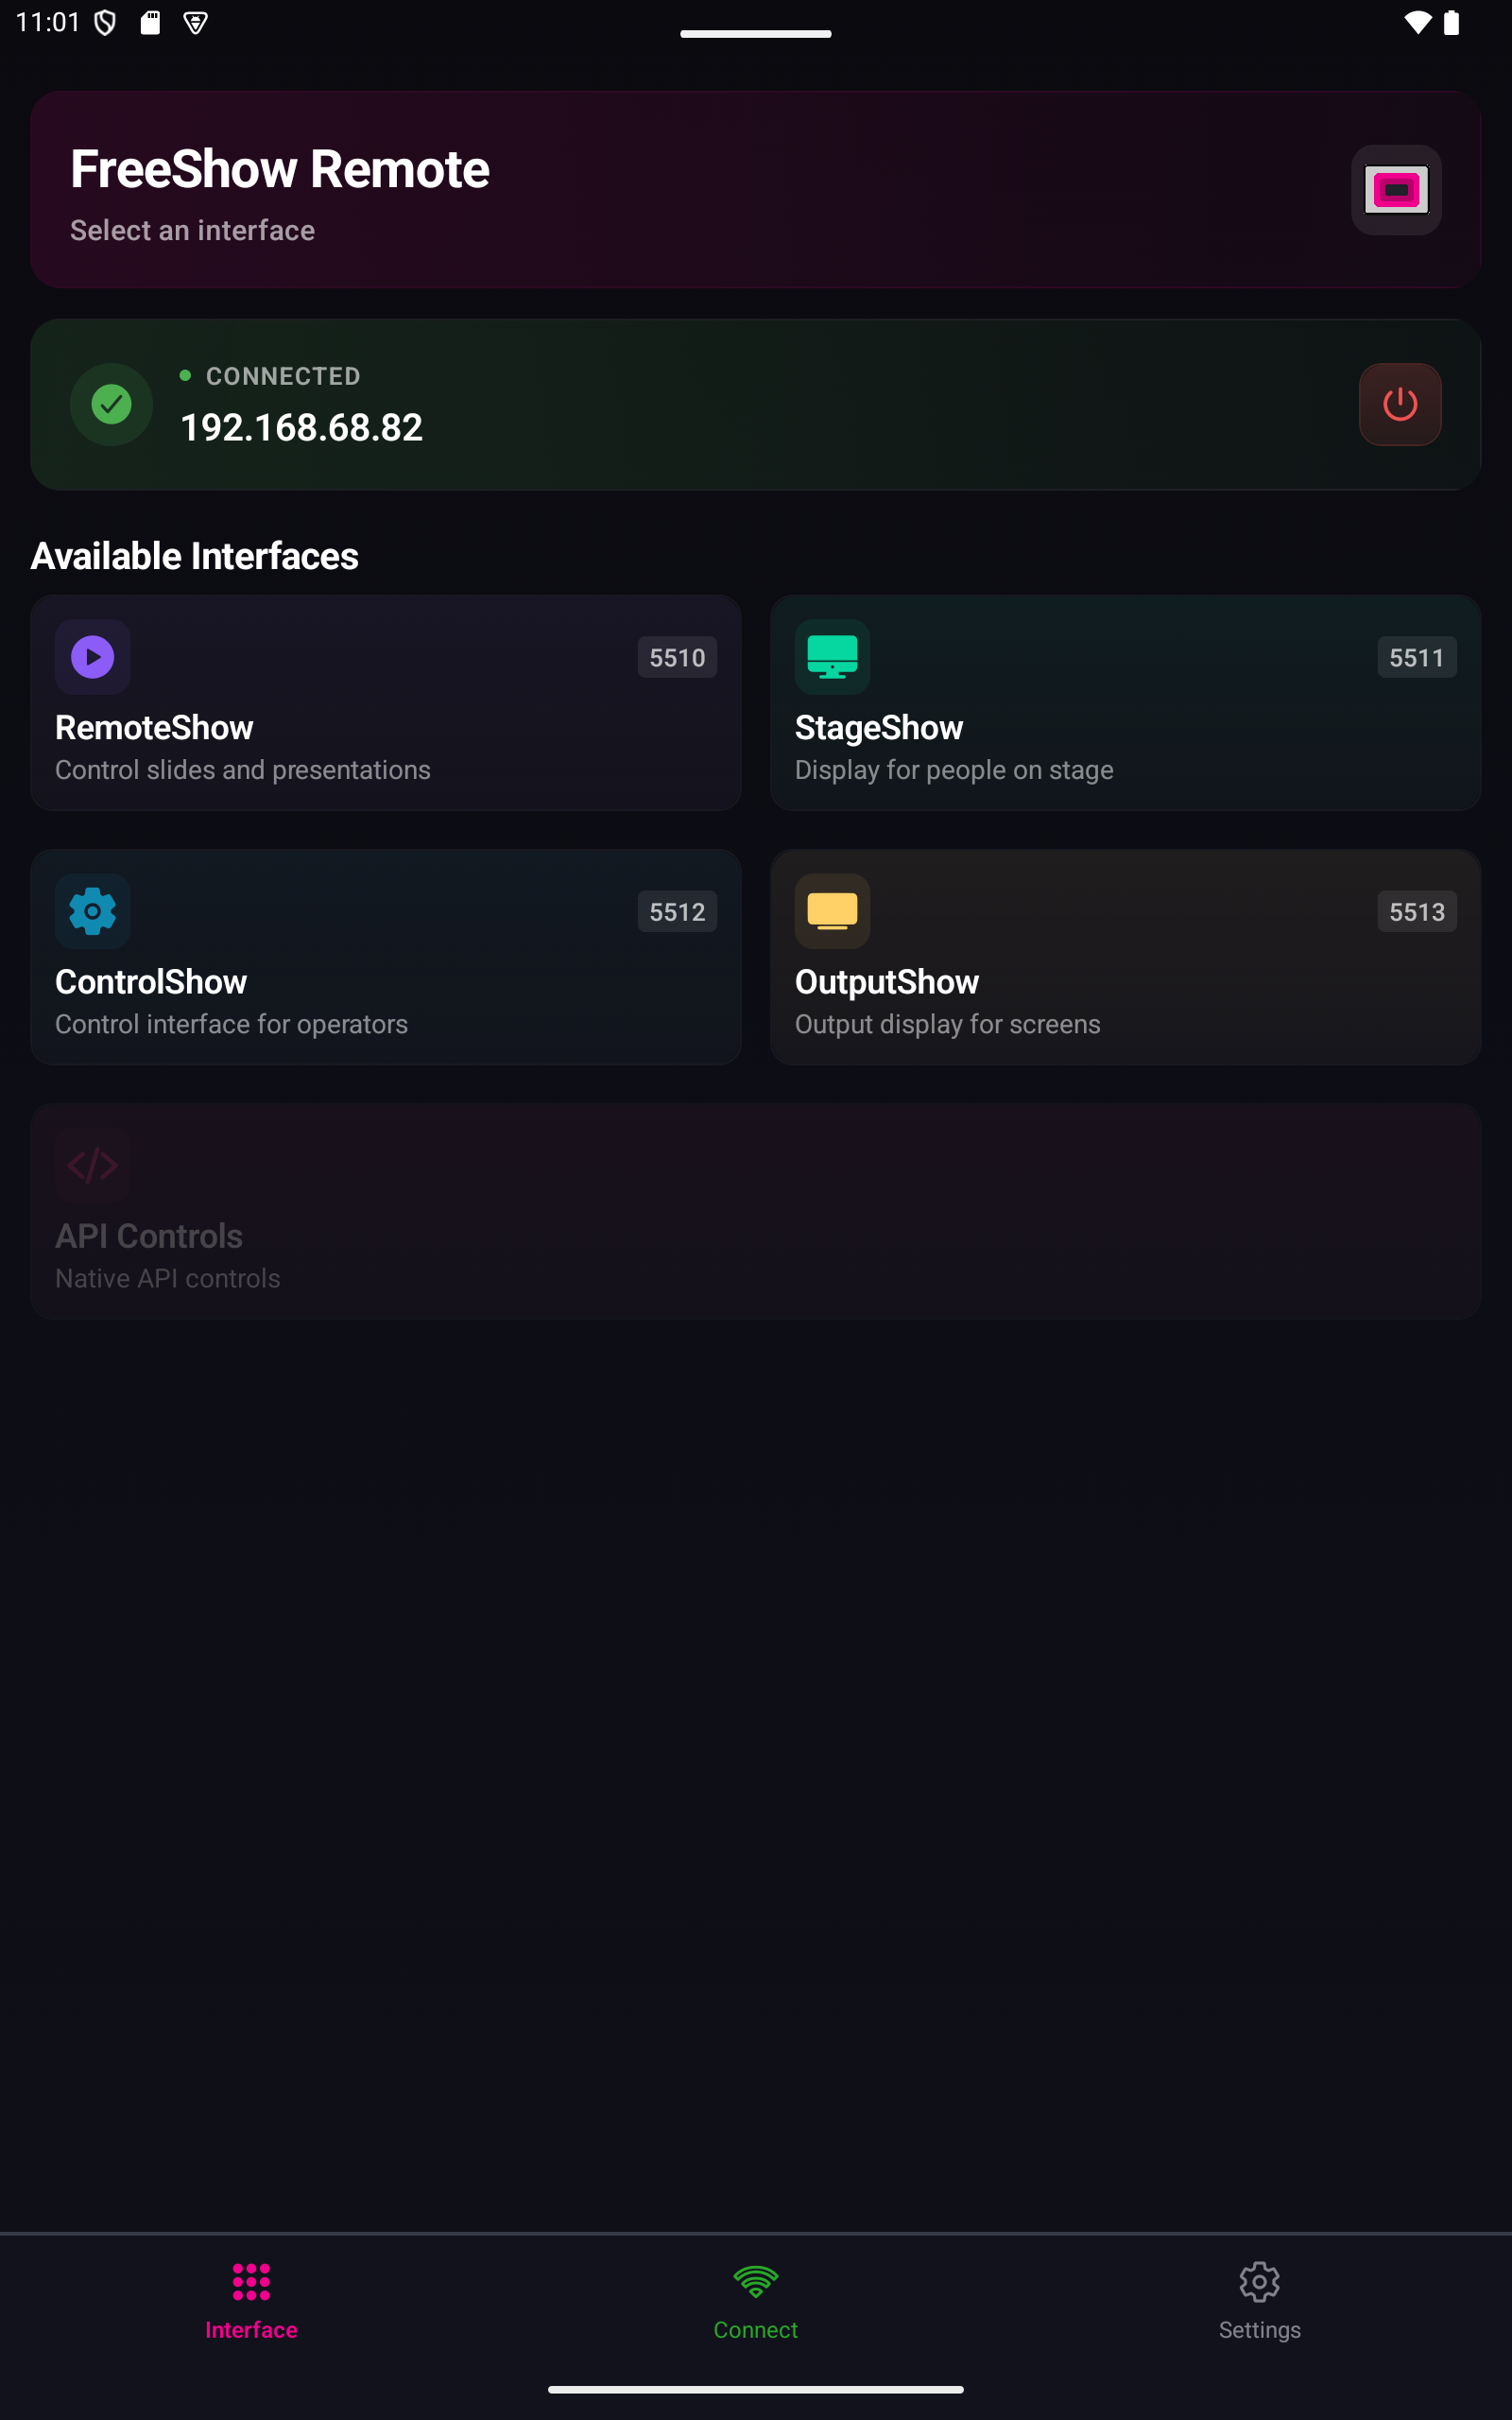 11:01
FreeShow Remote
Select an interface
CONNECTED
192.168.68.82
Available Interfaces
5510
RemoteShow
Control slides and presentations
5511
StageShow
Display for people on stage
5512
ControlShow
Control interface for operators
5513
OutputShow
Output display for screens
API Controls
Native API controls
Interface
Connect
Settings